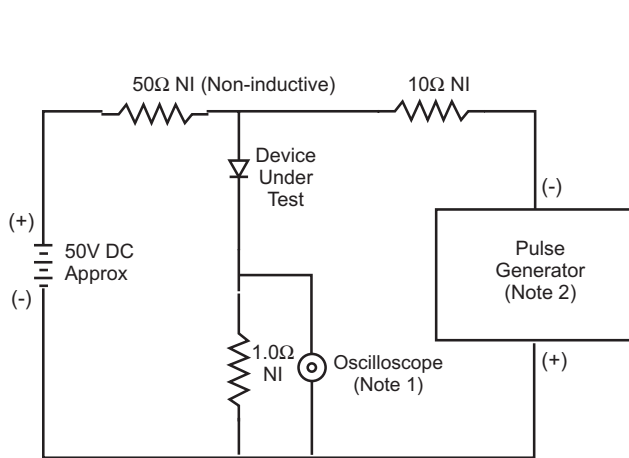 50Ω NI (Non-inductive)
10Ω NI
Device
Under
Test
(-)
(+)
50V DC
Approx
(-)
Pulse
Generator
(Note 2)
1.0Ω
NI
Oscilloscope
(Note 1)
(+)